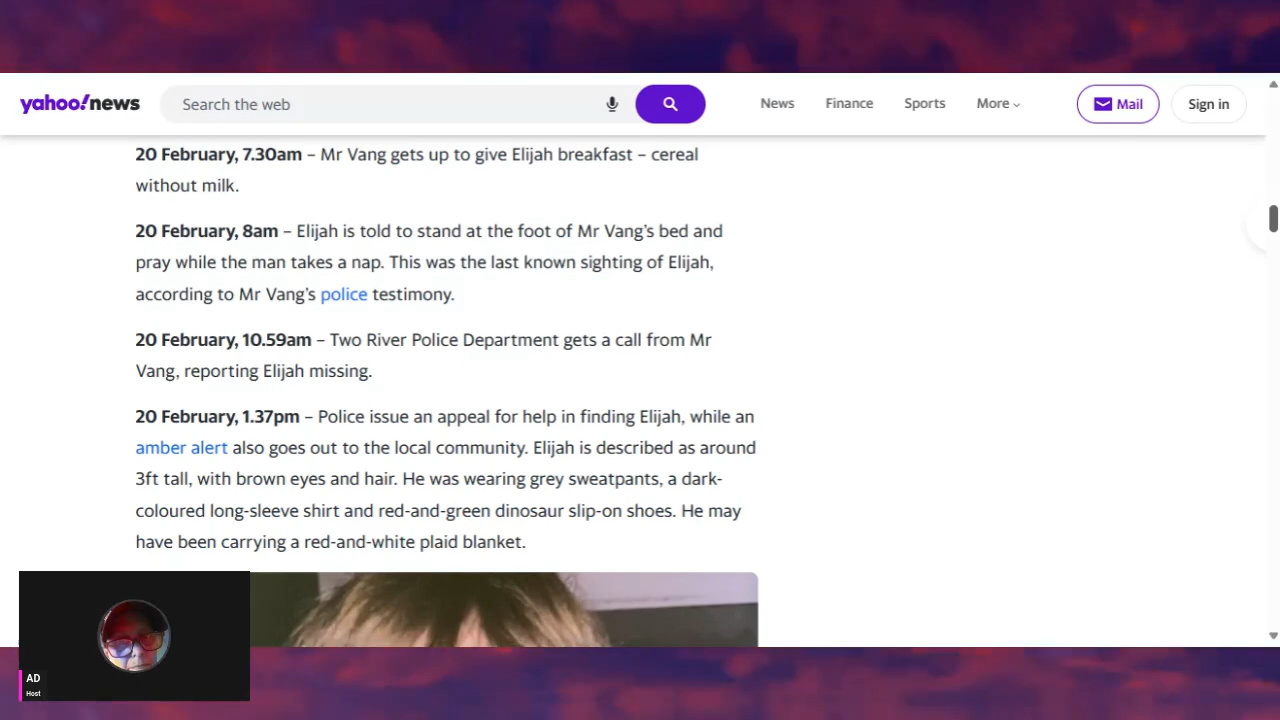 yahoo!news
Search the web
News
Finance
Sports
More
Mail
Sign in
20 February, 7.30am – Mr Vang gets up to give Elijah breakfast – cereal
without milk.
20 February, 8am – Elijah is told to stand at the foot of Mr Vang's bed and
pray while the man takes a nap. This was the last known sighting of Elijah,
according to Mr Vang's police testimony.
20 February, 10.59am – Two River Police Department gets a call from Mr
Vang, reporting Elijah missing.
20 February, 1.37pm – Police issue an appeal for help in finding Elijah, while an
amber alert also goes out to the local community. Elijah is described as around
3ft tall, with brown eyes and hair. He was wearing grey sweatpants, a dark-
coloured long-sleeve shirt and red-and-green dinosaur slip-on shoes. He may
have been carrying a red-and-white plaid blanket.
AD
Host